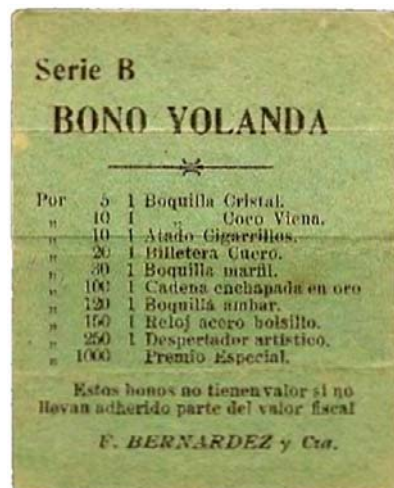 Serie B
BONO YOLANDA
Por 5 1 Boquilla Cristal.
„ 10 1 „ Coco Viena.
„ 10 1 Atado Cigarrillos.
„ 20 1 Billetera Cuero.
„ 30 1 Boquilla marfil.
„ 100 1 Cadena enchapada en oro
„ 120 1 Boquilla ambar.
„ 150 1 Reloj acero bolsillo.
„ 250 1 Despertador artístico.
„ 1000 Premio Especial.
Estos bonos no tienen valor si no
llevan adherido parte del valor fiscal
F. BERNARDEZ y Cta.